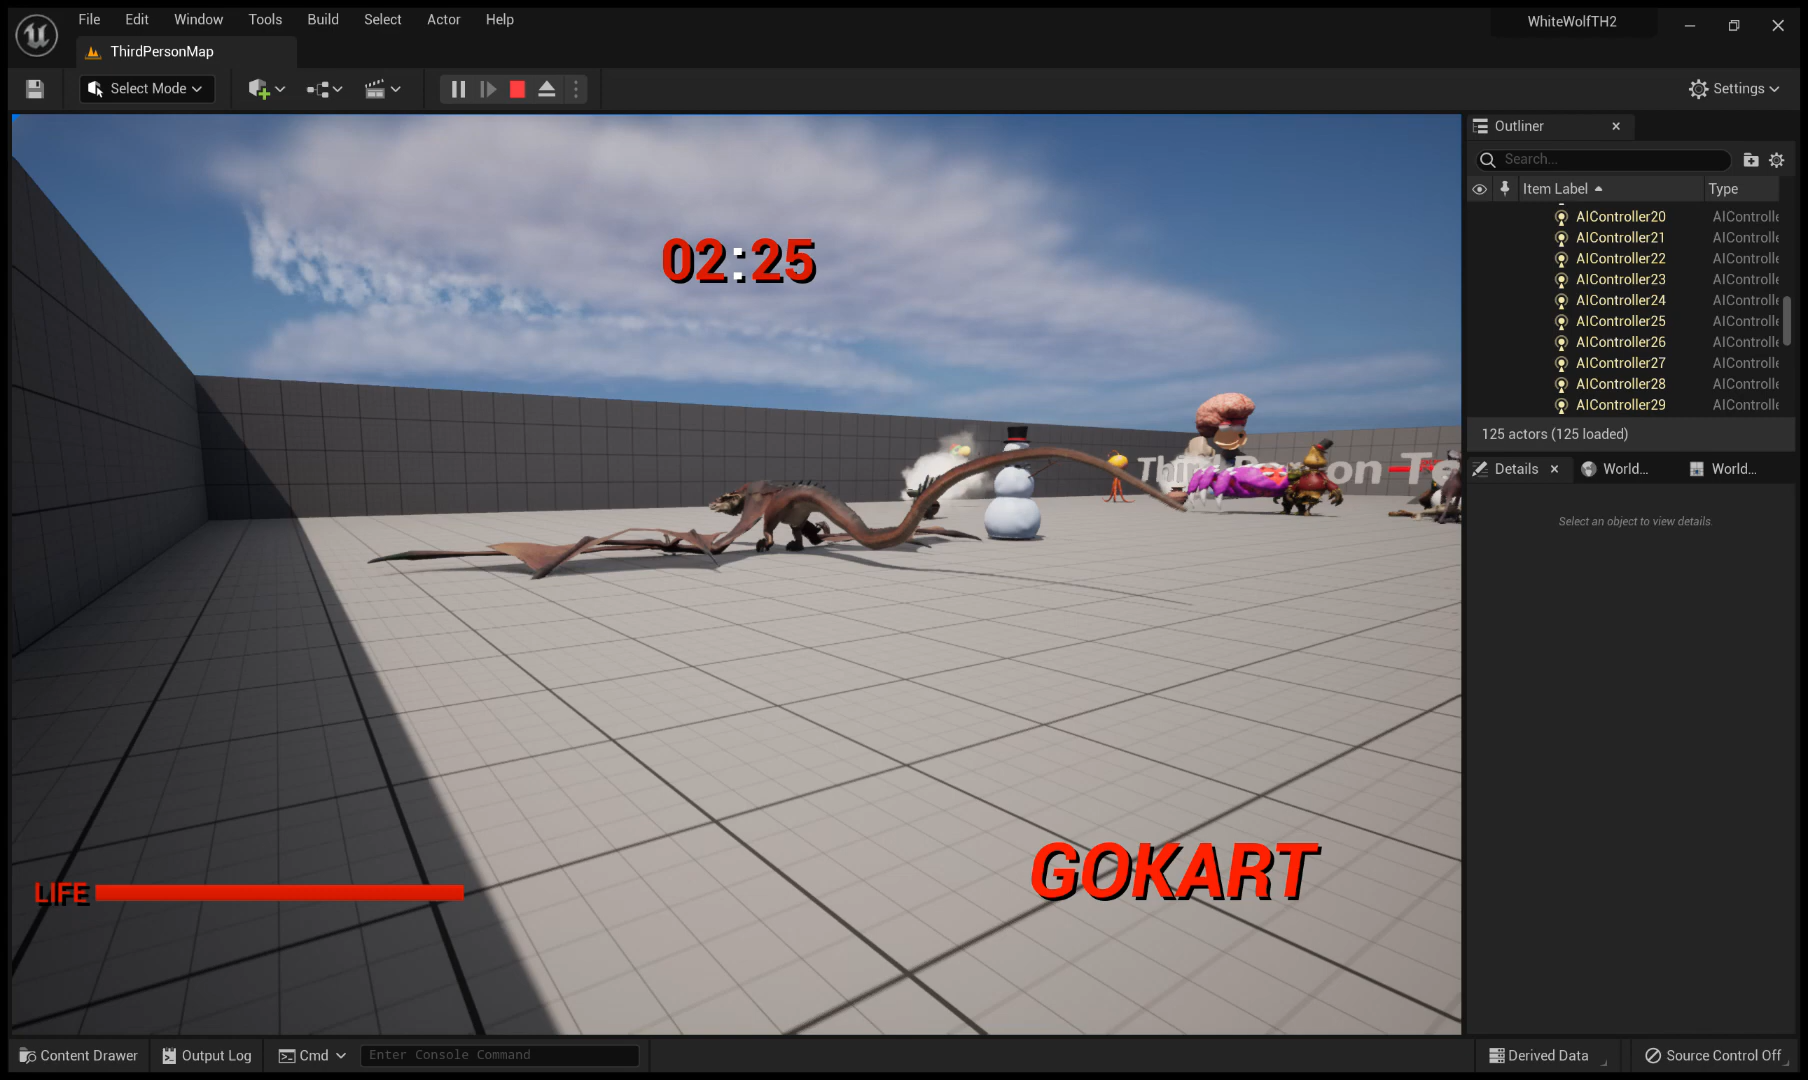 File Edit Window Tools Build Select Actor Help
WhiteWolfTH2
ThirdPersonMap
Select Mode
Settings
Outliner
Search...
Item Label Type
AIController20 AIControlle
AIController21 AIControlle
AIController22 AIControlle
AIController23 AIControlle
AIController24 AIControlle
AIController25 AIControlle
AIController26 AIControlle
AIController27 AIControlle
AIController28 AIControlle
AIController29 AIControlle
125 actors (125 loaded)
Details World... World...
Select an object to view details.
02:25
Third Person Te
LIFE
GOKART
Content Drawer Output Log Cmd Enter Console Command
Derived Data Source Control Off